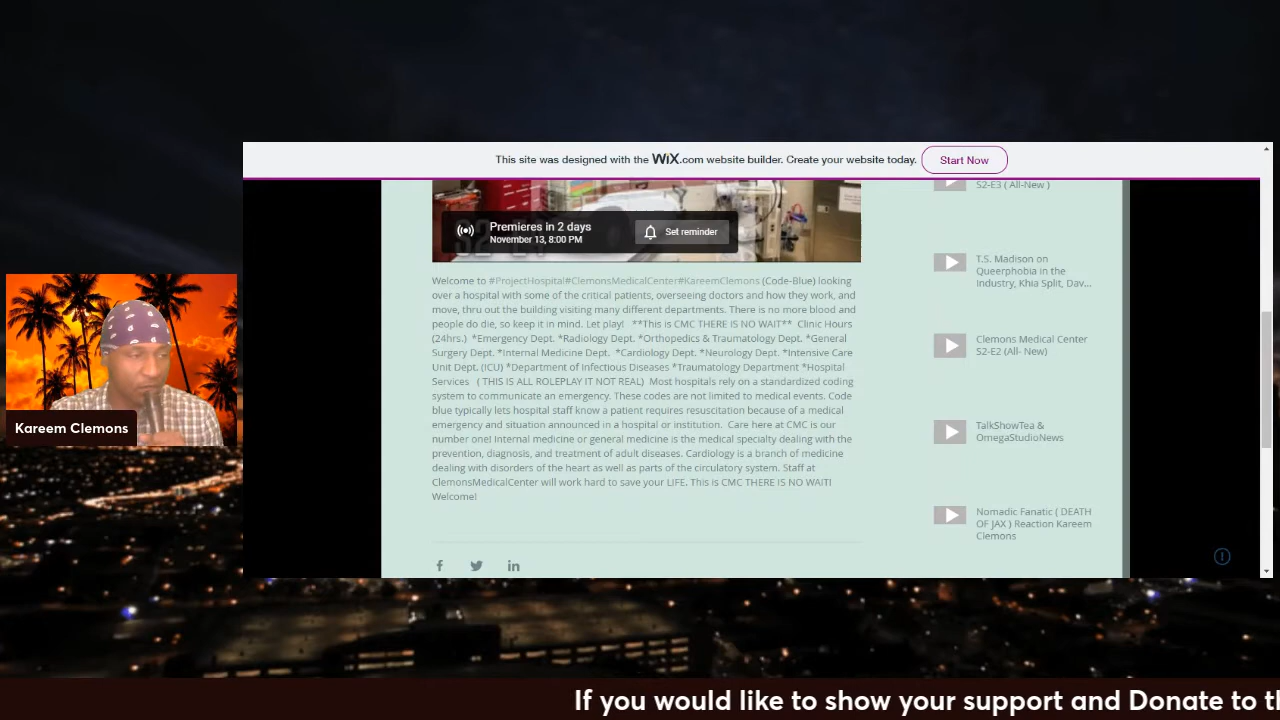 This site was designed with the WiX.com website builder. Create your website today. Start Now
Premieres in 2 days
November 13, 8:00 PM
Set reminder
Welcome to #ProjectHospital#ClemonsMedicalCenter#KareemClemons (Code-Blue) looking
over a hospital with some of the critical patients, overseeing doctors and how they work, and
move, thru out the building visiting many different departments. There is no more blood and
people do die, so keep it in mind. Let play!   **This is CMC THERE IS NO WAIT**  Clinic Hours
(24hrs.)  *Emergency Dept. *Radiology Dept. *Orthopedics & Traumatology Dept. *General
Surgery Dept. *Internal Medicine Dept.  *Cardiology Dept. *Neurology Dept. *Intensive Care
Unit Dept. (ICU) *Department of Infectious Diseases *Traumatology Department *Hospital
Services   ( THIS IS ALL ROLEPLAY IT NOT REAL)  Most hospitals rely on a standardized coding
system to communicate an emergency. These codes are not limited to medical events. Code
blue typically lets hospital staff know a patient requires resuscitation because of a medical
emergency and situation announced in a hospital or institution.  Care here at CMC is our
number one! Internal medicine or general medicine is the medical specialty dealing with the
prevention, diagnosis, and treatment of adult diseases. Cardiology is a branch of medicine
dealing with disorders of the heart as well as parts of the circulatory system. Staff at
ClemonsMedicalCenter will work hard to save your LIFE. This is CMC THERE IS NO WAIT!
Welcome!
S2-E3 ( All-New )
T.S. Madison on
Queerphobia in the
Industry, Khia Split, Dav...
Clemons Medical Center
S2-E2 (All- New)
TalkShowTea &
OmegaStudioNews
Nomadic Fanatic ( DEATH
OF JAX ) Reaction Kareem
Clemons
Kareem Clemons
If you would like to show your support and Donate to